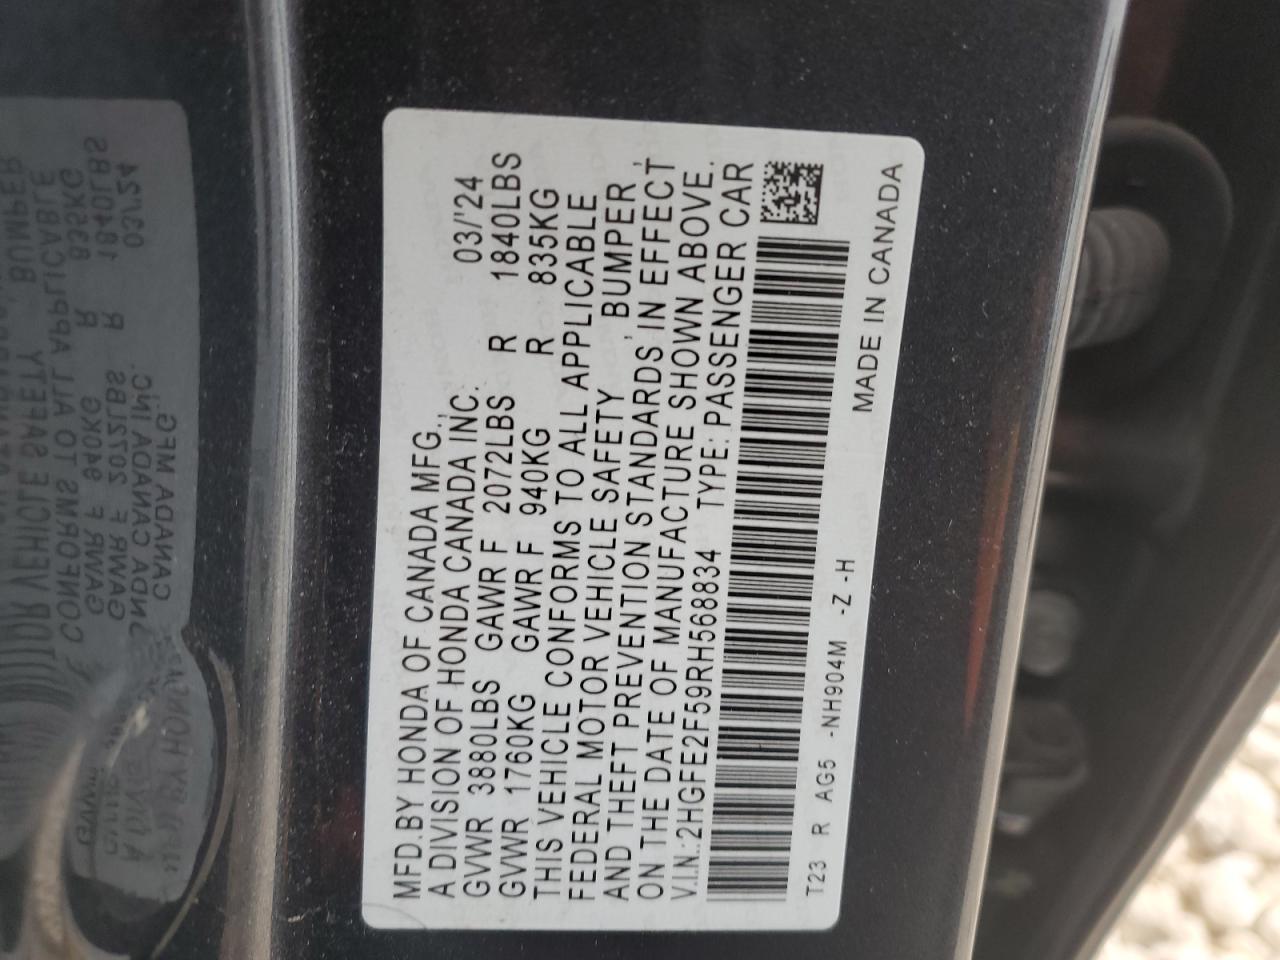 MFD.BY HONDA OF CANADA MFG.,
A DIVISION OF HONDA CANADA INC. 03/'24
GVWR 3880LBS GAWR F 2072LBS R 1840LBS
GVWR 1760KG GAWR F 940KG R 835KG
THIS VEHICLE CONFORMS TO ALL APPLICABLE
FEDERAL MOTOR VEHICLE SAFETY, BUMPER,
AND THEFT PREVENTION STANDARDS IN EFFECT
ON THE DATE OF MANUFACTURE SHOWN ABOVE.
V.I.N.:2HGFE2F59RH568834 TYPE: PASSENGER CAR
T23 R AG5 -NH904M -Z -H MADE IN CANADA